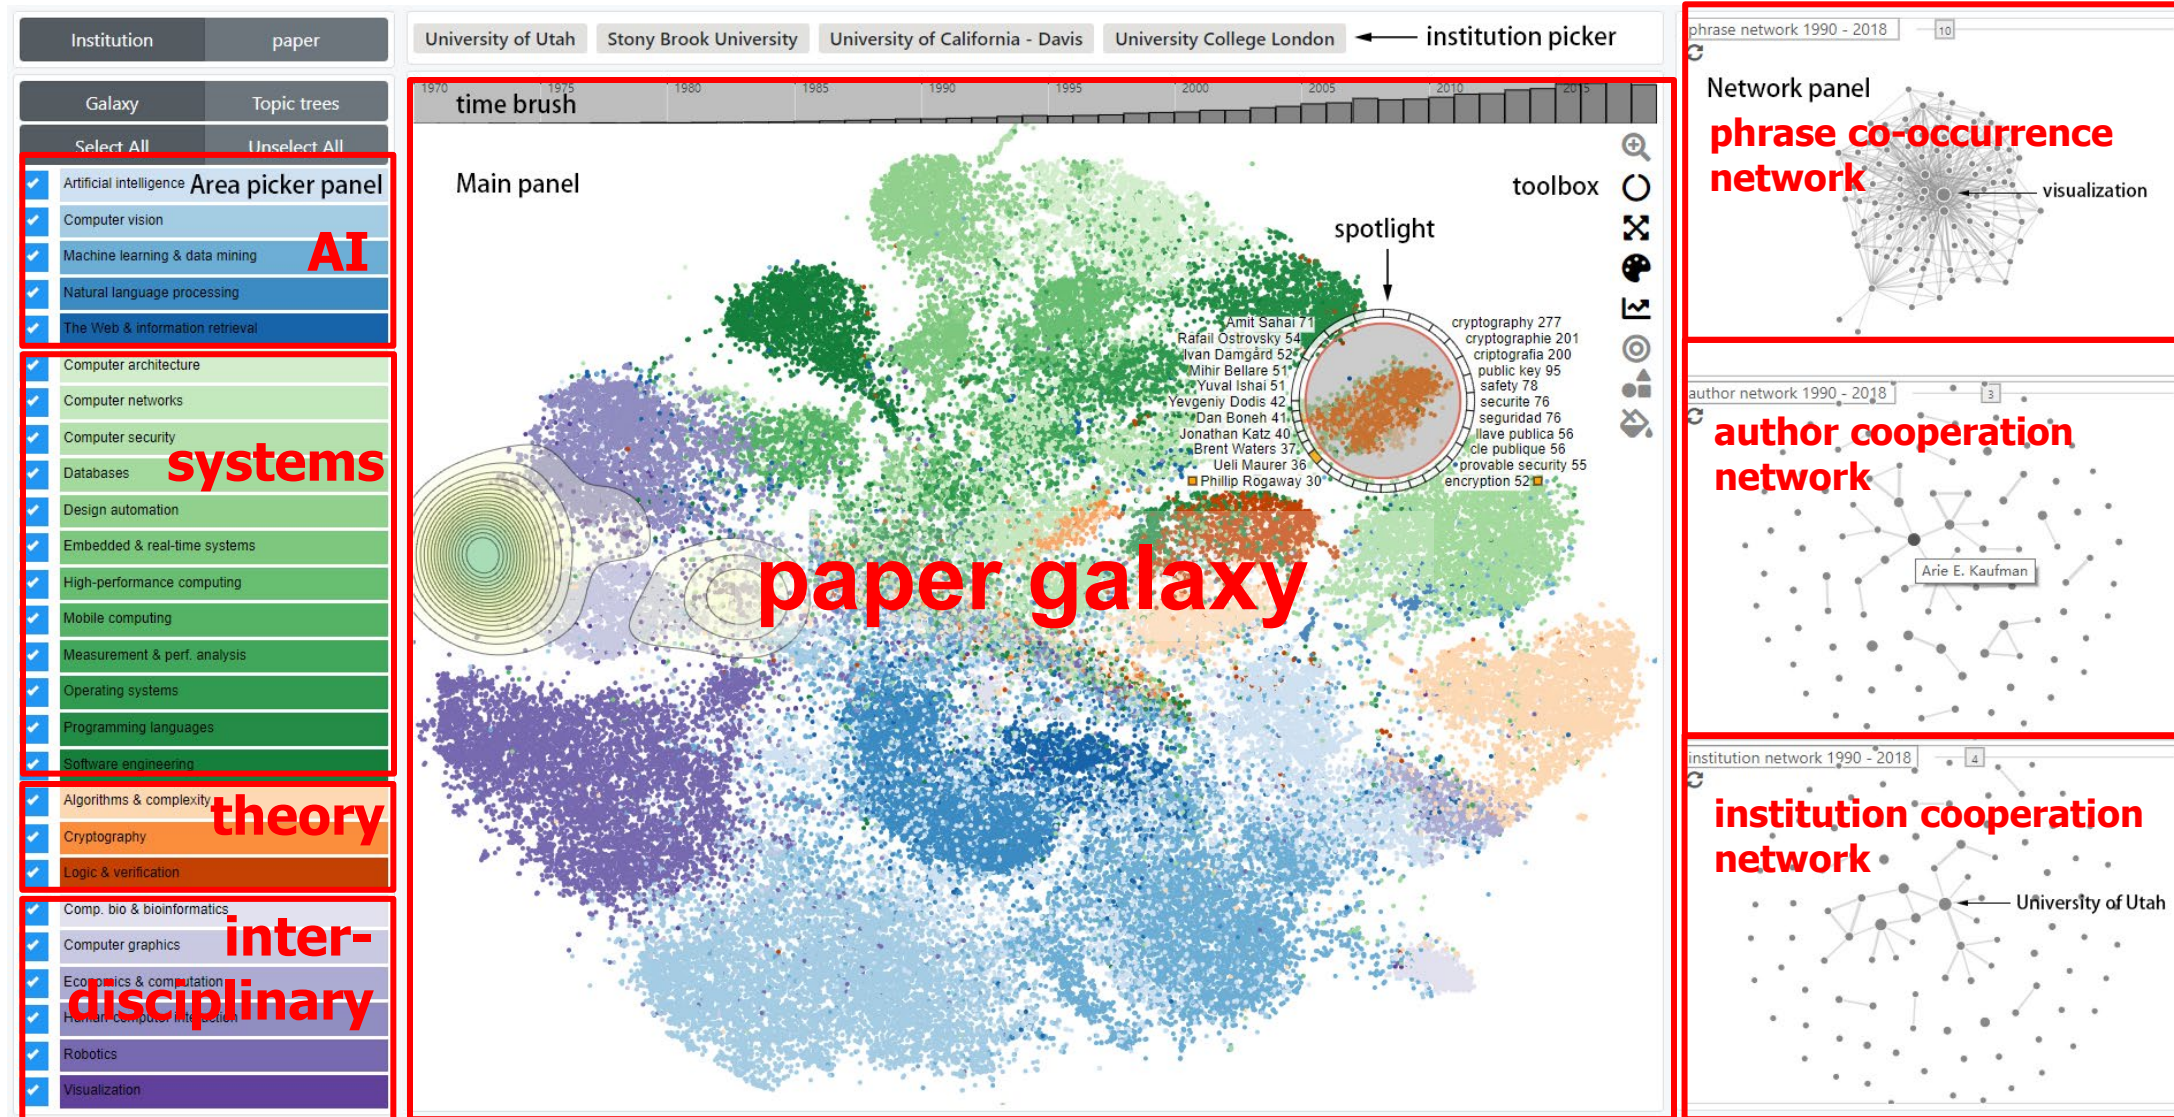 Institution
paper
Galaxy
Topic trees
Select All
Unselect All
Artificial intelligence
Area picker panel
Computer vision
Machine learning & data mining
AI
Natural language processing
The Web & information retrieval
Computer architecture
Computer networks
Computer security
systems
Databases
Design automation
Embedded & real-time systems
High-performance computing
Mobile computing
Measurement & perf. analysis
Operating systems
Programming languages
Software engineering
Algorithms & complexity
theory
Cryptography
Logic & verification
Comp. bio & bioinformatics
inter-
Computer graphics
Economics & computation
disciplinary
Human-computer interaction
Robotics
Visualization
University of Utah
Stony Brook University
University of California - Davis
University College London
institution picker
1970
1975
1980
1985
1990
1995
2000
2005
2010
2015
time brush
Main panel
toolbox
spotlight
Amit Sahai 71
Rafail Ostrovsky 54
Ivan Damgård 52
Mihir Bellare 51
Yuval Ishai 51
Yevgeniy Dodis 42
Dan Boneh 41
Jonathan Katz 40
Brent Waters 37
Ueli Maurer 36
Phillip Rogaway 30
cryptography 277
cryptographie 201
criptografia 200
public key 95
safety 78
securite 76
seguridad 76
llave publica 56
cle publique 56
provable security 55
encryption 52
paper galaxy
phrase network 1990 - 2018
10
Network panel
phrase co-occurrence
network
visualization
author network 1990 - 2018
3
author cooperation
network
Arie E. Kaufman
institution network 1990 - 2018
4
institution cooperation
network
University of Utah